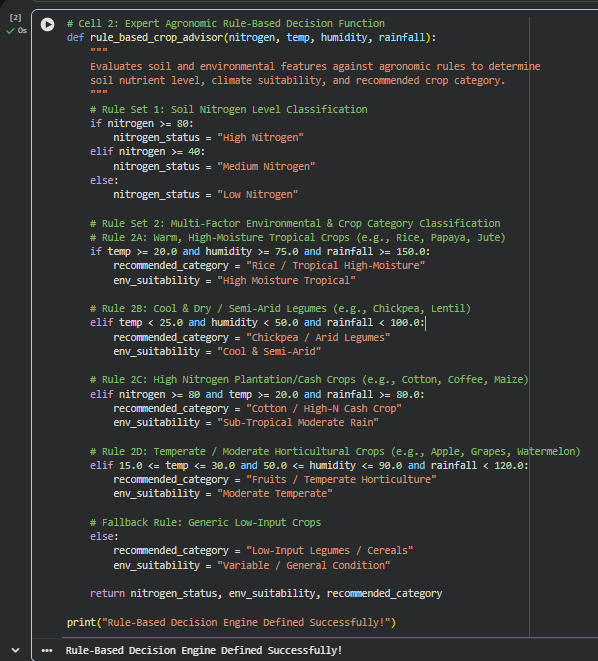 [2]
0s
# Cell 2: Expert Agronomic Rule-Based Decision Function
def rule_based_crop_advisor(nitrogen, temp, humidity, rainfall):
    """
    Evaluates soil and environmental features against agronomic rules to determine
    soil nutrient level, climate suitability, and recommended crop category.
    """
    # Rule Set 1: Soil Nitrogen Level Classification
    if nitrogen >= 80:
        nitrogen_status = "High Nitrogen"
    elif nitrogen >= 40:
        nitrogen_status = "Medium Nitrogen"
    else:
        nitrogen_status = "Low Nitrogen"

    # Rule Set 2: Multi-Factor Environmental & Crop Category Classification
    # Rule 2A: Warm, High-Moisture Tropical Crops (e.g., Rice, Papaya, Jute)
    if temp >= 20.0 and humidity >= 75.0 and rainfall >= 150.0:
        recommended_category = "Rice / Tropical High-Moisture"
        env_suitability = "High Moisture Tropical"

    # Rule 2B: Cool & Dry / Semi-Arid Legumes (e.g., Chickpea, Lentil)
    elif temp < 25.0 and humidity < 50.0 and rainfall < 100.0:
        recommended_category = "Chickpea / Arid Legumes"
        env_suitability = "Cool & Semi-Arid"

    # Rule 2C: High Nitrogen Plantation/Cash Crops (e.g., Cotton, Coffee, Maize)
    elif nitrogen >= 80 and temp >= 20.0 and rainfall >= 80.0:
        recommended_category = "Cotton / High-N Cash Crop"
        env_suitability = "Sub-Tropical Moderate Rain"

    # Rule 2D: Temperate / Moderate Horticultural Crops (e.g., Apple, Grapes, Watermelon)
    elif 15.0 <= temp <= 30.0 and 50.0 <= humidity <= 90.0 and rainfall < 120.0:
        recommended_category = "Fruits / Temperate Horticulture"
        env_suitability = "Moderate Temperate"

    # Fallback Rule: Generic Low-Input Crops
    else:
        recommended_category = "Low-Input Legumes / Cereals"
        env_suitability = "Variable / General Condition"

    return nitrogen_status, env_suitability, recommended_category

print("Rule-Based Decision Engine Defined Successfully!")
Rule-Based Decision Engine Defined Successfully!